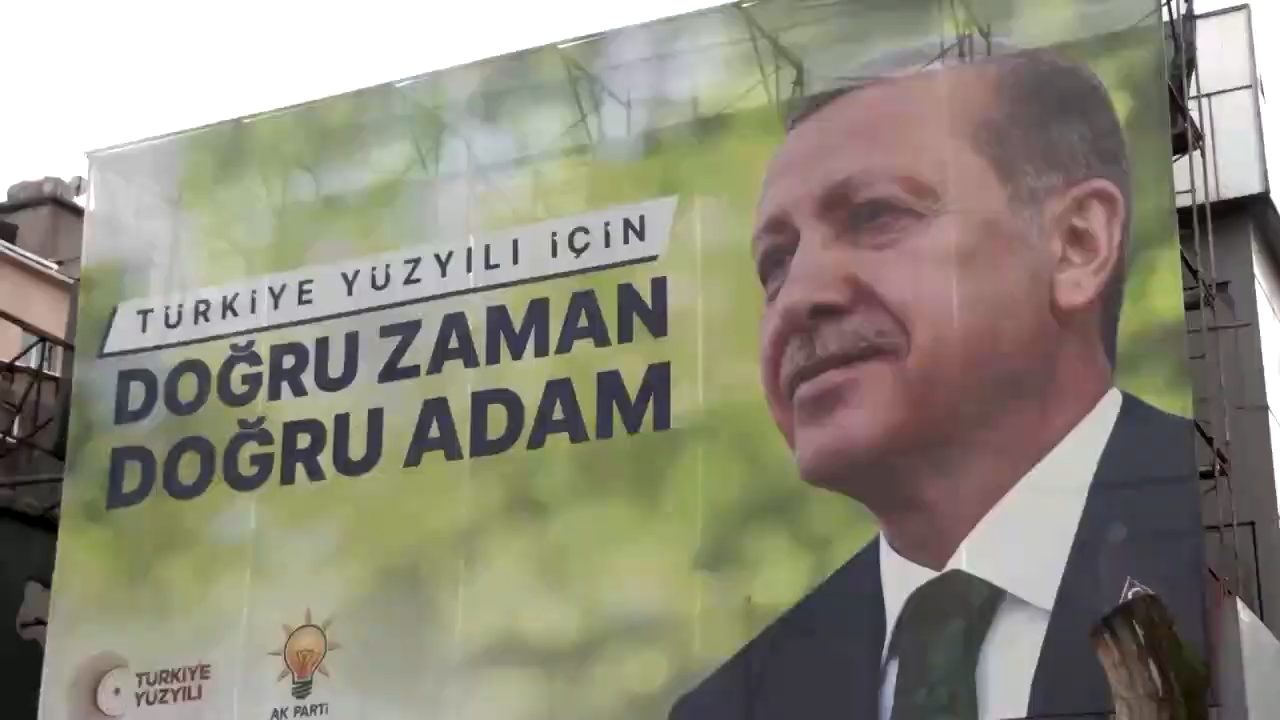 TÜRKİYE YÜZYILI İÇİN
DOĞRU ZAMAN
DOĞRU ADAM
TÜRKİYE
YÜZYILI
AK PARTİ